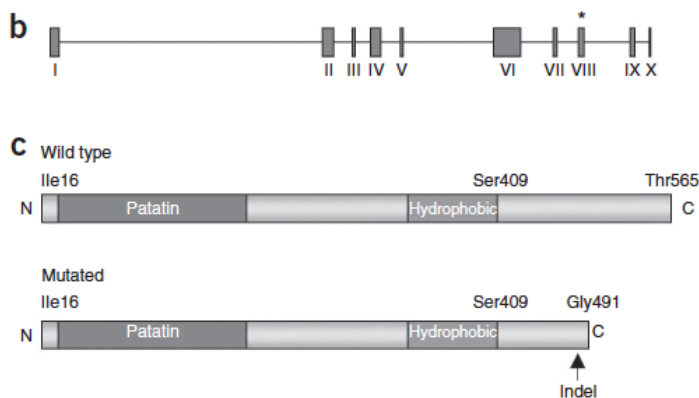 b
*
I II III IV V VI VII VIII IX X
c
Wild type
Ile16 Ser409 Thr565
N Patatin Hydrophobic C
Mutated
Ile16 Ser409 Gly491
N Patatin Hydrophobic C
Indel